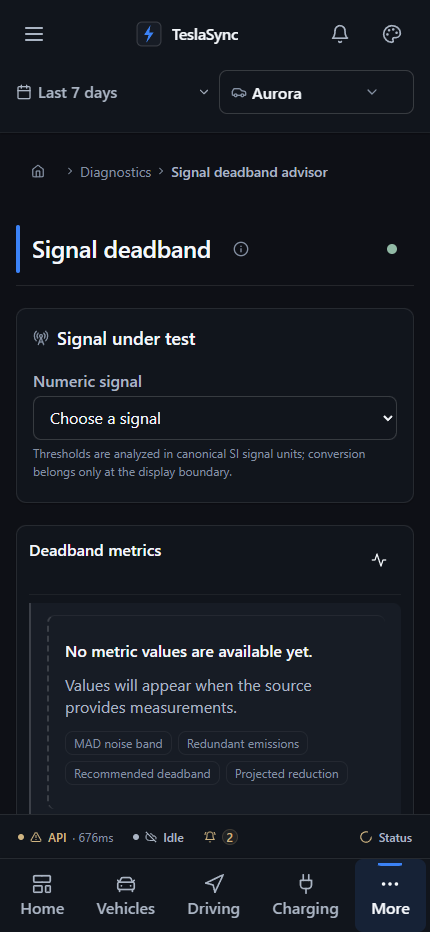 TeslaSync
Last 7 days
Aurora
Diagnostics
Signal deadband advisor
Signal deadband
Signal under test
Numeric signal
Choose a signal
Thresholds are analyzed in canonical SI signal units; conversion
belongs only at the display boundary.
Deadband metrics
No metric values are available yet.
Values will appear when the source
provides measurements.
MAD noise band
Redundant emissions
Recommended deadband
Projected reduction
API · 676ms
Idle
2
Status
Home
Vehicles
Driving
Charging
More